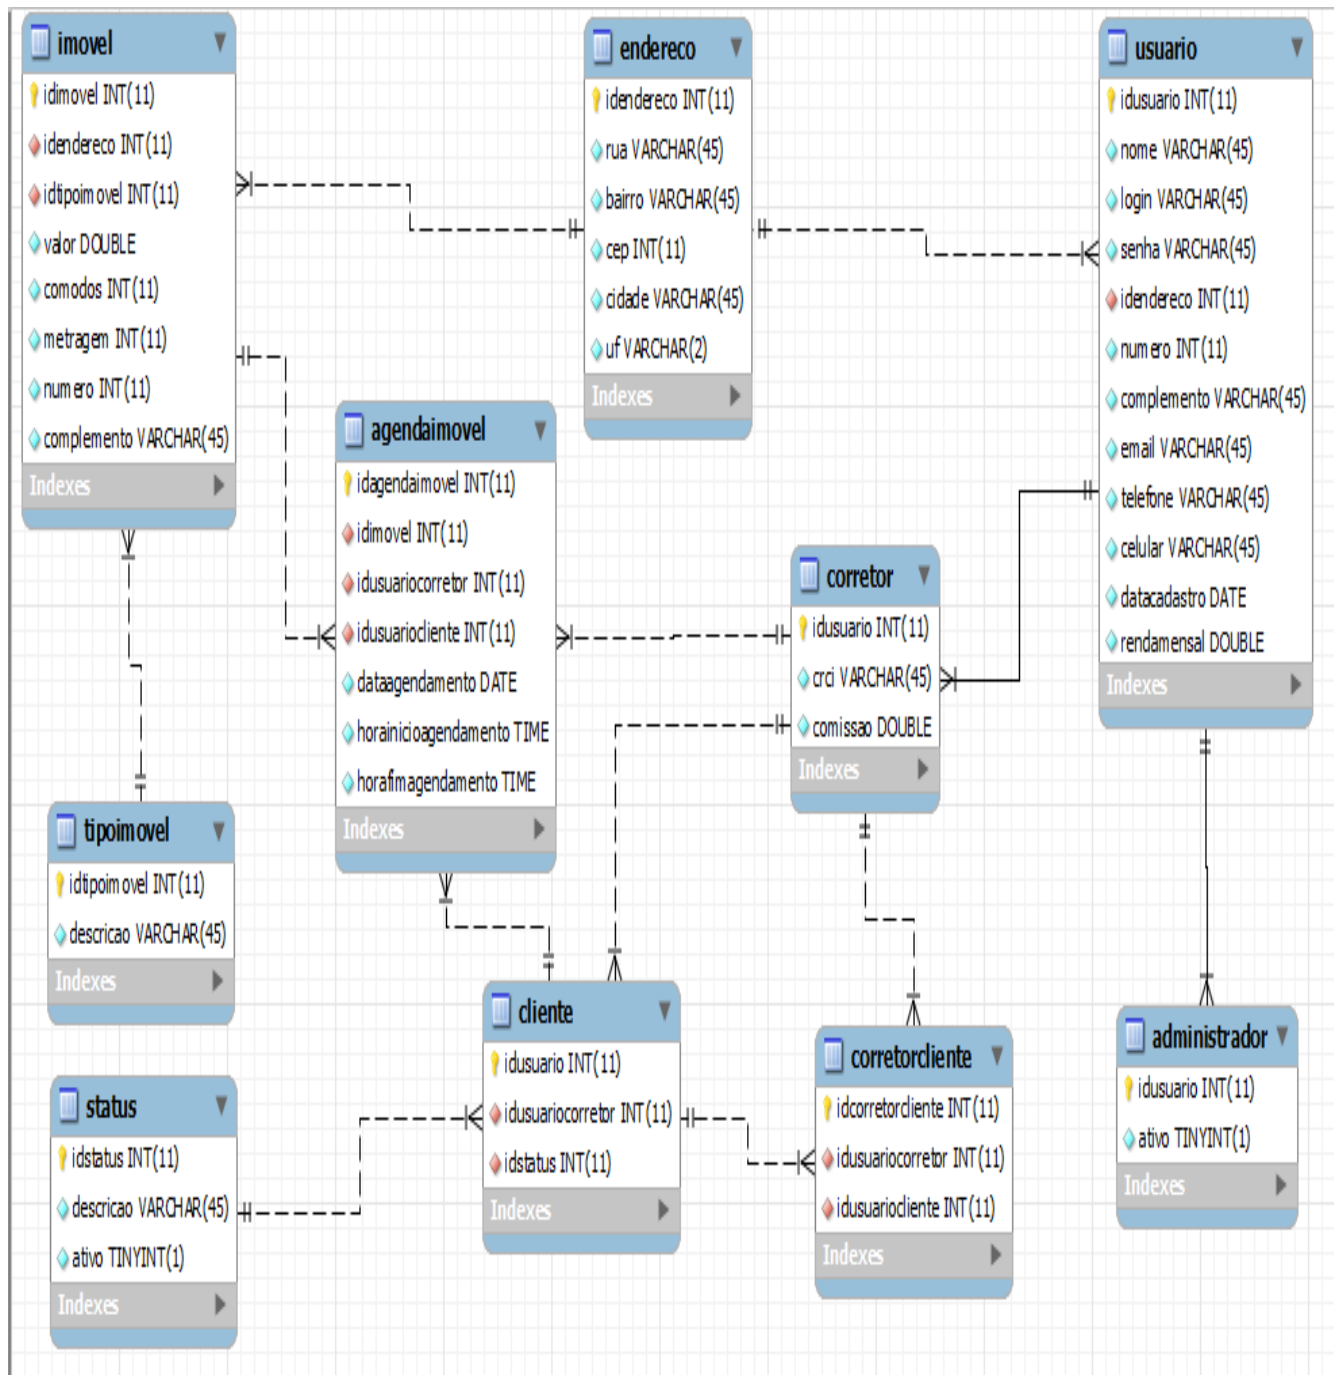 imovel
idimovel INT(11)
idendereco INT(11)
idtipoimovel INT(11)
valor DOUBLE
comodos INT(11)
metragem INT(11)
numero INT(11)
complemento VARCHAR(45)
Indexes
endereco
idendereco INT(11)
rua VARCHAR(45)
bairro VARCHAR(45)
cep INT(11)
cidade VARCHAR(45)
uf VARCHAR(2)
Indexes
usuario
idusuario INT(11)
nome VARCHAR(45)
login VARCHAR(45)
senha VARCHAR(45)
idendereco INT(11)
numero INT(11)
complemento VARCHAR(45)
email VARCHAR(45)
telefone VARCHAR(45)
celular VARCHAR(45)
datacadastro DATE
rendamensal DOUBLE
Indexes
agendaimovel
idagendaimovel INT(11)
idimovel INT(11)
idusuariocorretor INT(11)
idusuariocliente INT(11)
dataagendamento DATE
horainicioagendamento TIME
horafimagendamento TIME
Indexes
corretor
idusuario INT(11)
crci VARCHAR(45)
comissao DOUBLE
Indexes
tipoimovel
idtipoimovel INT(11)
descricao VARCHAR(45)
Indexes
cliente
idusuario INT(11)
idusuariocorretor INT(11)
idstatus INT(11)
Indexes
corretorcliente
idcorretorcliente INT(11)
idusuariocorretor INT(11)
idusuariocliente INT(11)
Indexes
administrador
idusuario INT(11)
ativo TINYINT(1)
Indexes
status
idstatus INT(11)
descricao VARCHAR(45)
ativo TINYINT(1)
Indexes